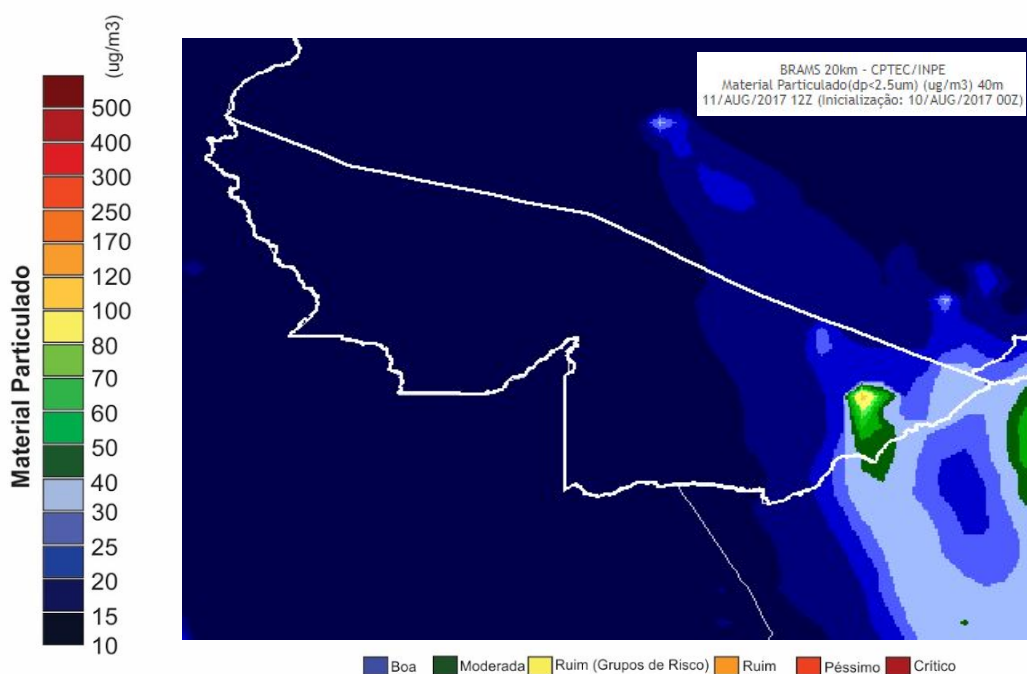 (ug/m3)
Material Particulado
500
400
300
250
170
120
100
80
70
60
50
40
30
25
20
15
10
BRAMS 20km - CPTEC/INPE
Material Particulado(dp<2.5um) (ug/m3) 40m
11/AUG/2017 12Z (Inicialização: 10/AUG/2017 00Z)
Boa Moderada Ruim (Grupos de Risco) Ruim Péssimo Crítico